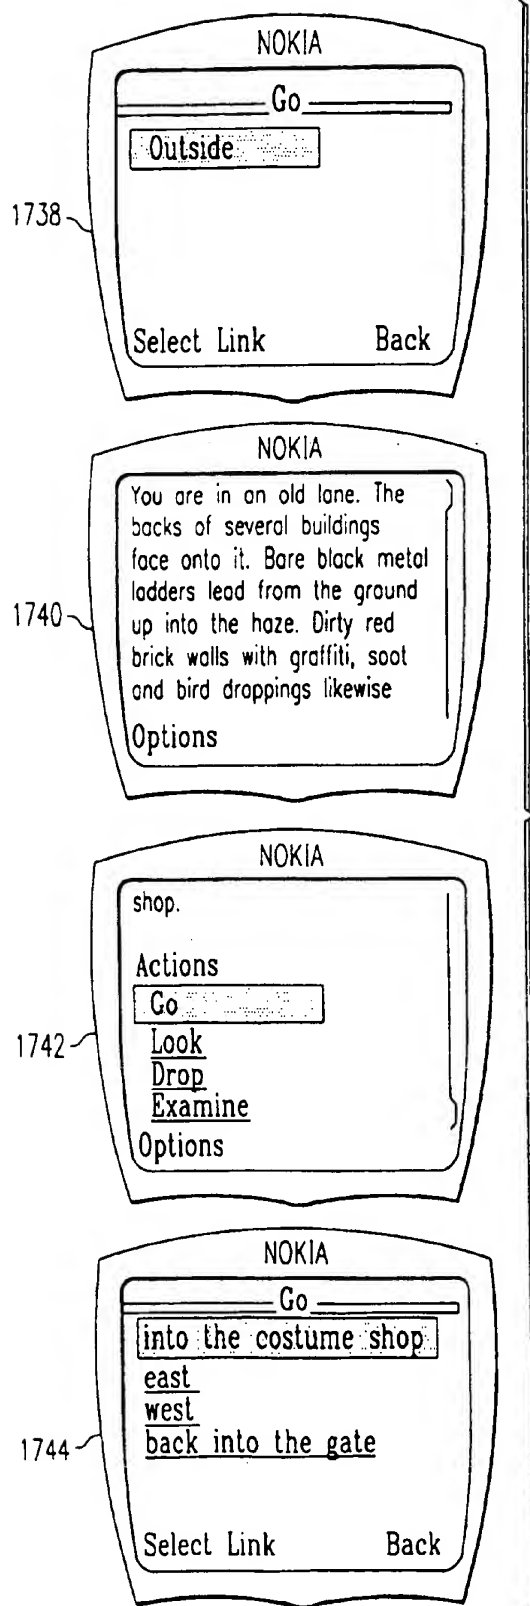 NOKIA
Go
Outside
1738
Select Link Back
NOKIA
You are in an old lane. The
backs of several buildings
face onto it. Bare black metal
ladders lead from the ground
up into the haze. Dirty red
brick walls with graffiti, soot
and bird droppings likewise
1740
Options
NOKIA
shop.
Actions
Go
Look
Drop
Examine
1742
Options
NOKIA
Go
into the costume shop
east
west
back into the gate
1744
Select Link Back